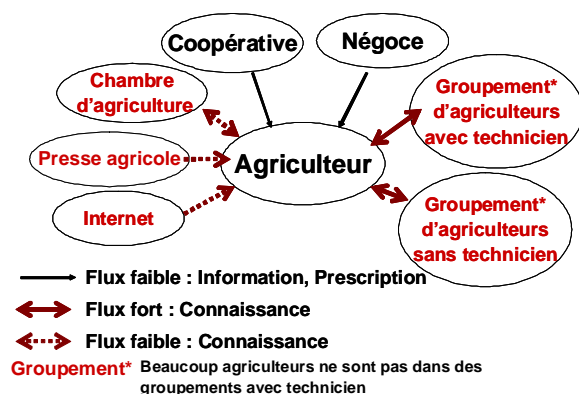 Coopérative
Négoce
Chambre
d'agriculture
Groupement*
d'agriculteurs
avec technicien
Presse agricole
Agriculteur
Internet
Groupement*
d'agriculteurs
sans technicien
Flux faible : Information, Prescription
Flux fort : Connaissance
Flux faible : Connaissance
Groupement* Beaucoup agriculteurs ne sont pas dans des
groupements avec technicien